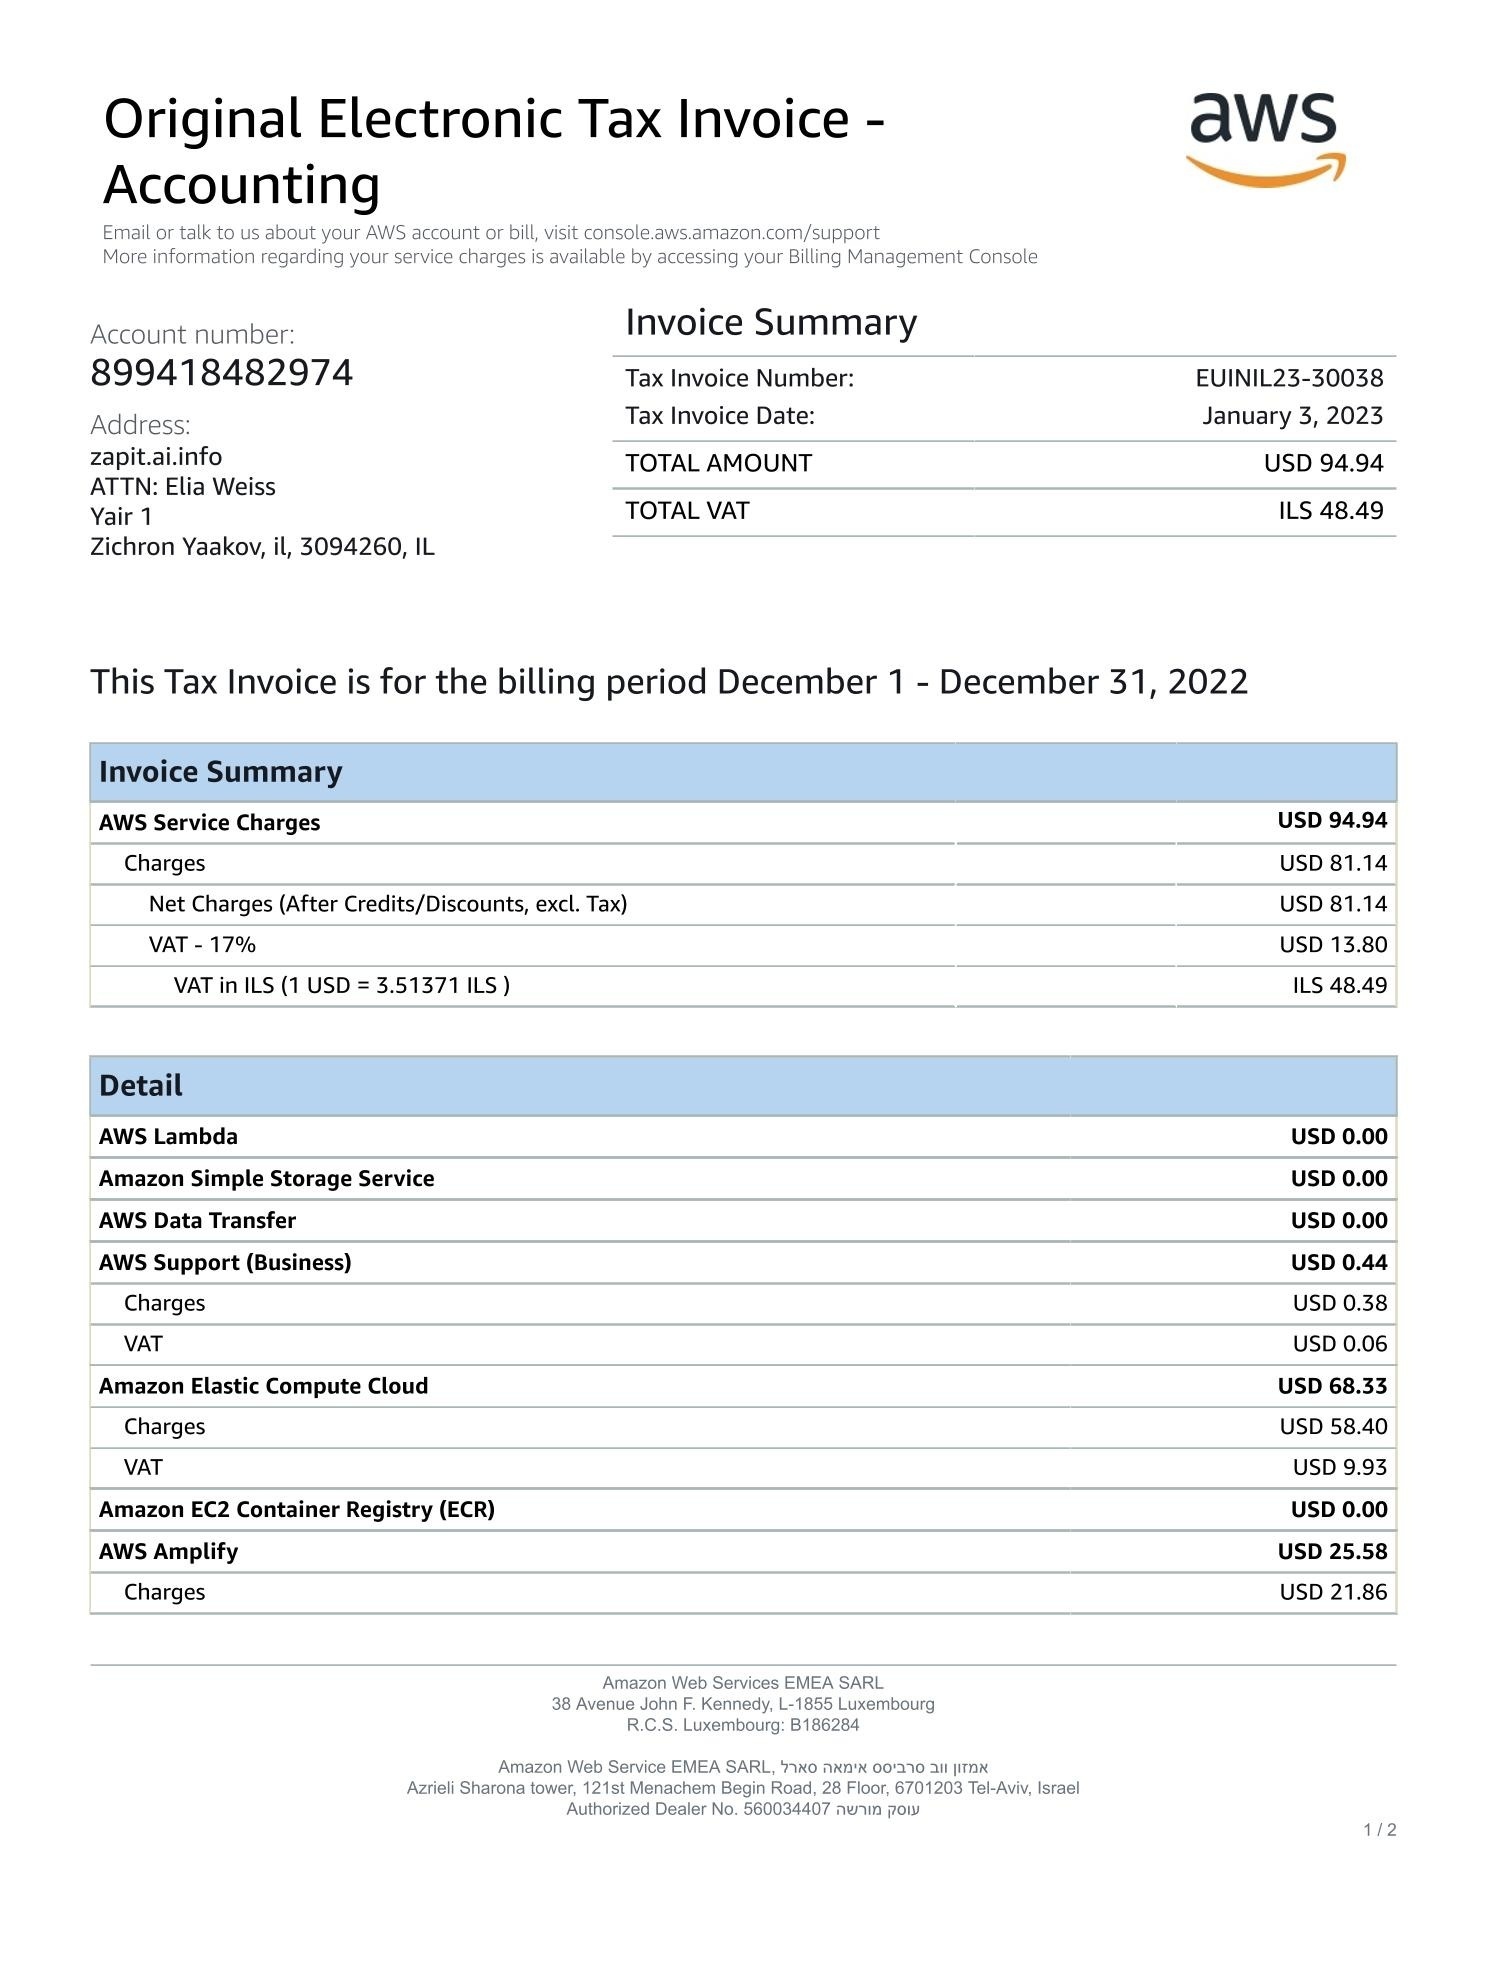 Original Electronic Tax Invoice -
Accounting
aws
Email or talk to us about your AWS account or bill, visit console.aws.amazon.com/support
More information regarding your service charges is available by accessing your Billing Management Console
Account number:
899418482974
Address:
zapit.ai.info
ATTN: Elia Weiss
Yair 1
Zichron Yaakov, il, 3094260, IL
Invoice Summary
Tax Invoice Number: EUINIL23-30038
Tax Invoice Date: January 3, 2023
TOTAL AMOUNT USD 94.94
TOTAL VAT ILS 48.49
This Tax Invoice is for the billing period December 1 - December 31, 2022
Invoice Summary
AWS Service Charges USD 94.94
Charges USD 81.14
Net Charges (After Credits/Discounts, excl. Tax) USD 81.14
VAT - 17% USD 13.80
VAT in ILS (1 USD = 3.51371 ILS ) ILS 48.49
Detail
AWS Lambda USD 0.00
Amazon Simple Storage Service USD 0.00
AWS Data Transfer USD 0.00
AWS Support (Business) USD 0.44
Charges USD 0.38
VAT USD 0.06
Amazon Elastic Compute Cloud USD 68.33
Charges USD 58.40
VAT USD 9.93
Amazon EC2 Container Registry (ECR) USD 0.00
AWS Amplify USD 25.58
Charges USD 21.86
Amazon Web Services EMEA SARL
38 Avenue John F. Kennedy, L-1855 Luxembourg
R.C.S. Luxembourg: B186284
Amazon Web Service EMEA SARL, אמזון ווב סרביסס אימאה סארל
Azrieli Sharona tower, 121st Menachem Begin Road, 28 Floor, 6701203 Tel-Aviv, Israel
Authorized Dealer No. 560034407 עוסק מורשה
1 / 2